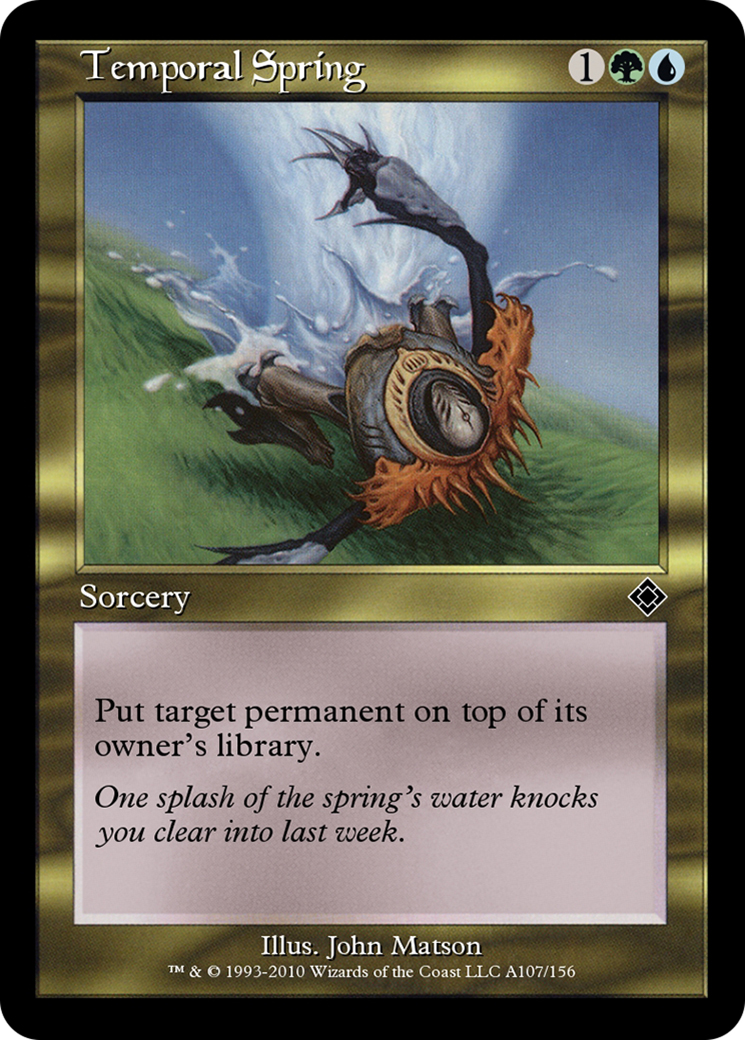 Temporal Spring 1
Sorcery
Put target permanent on top of its
owner's library.
One splash of the spring's water knocks
you clear into last week.
Illus. John Matson
™ & © 1993-2010 Wizards of the Coast LLC A107/156